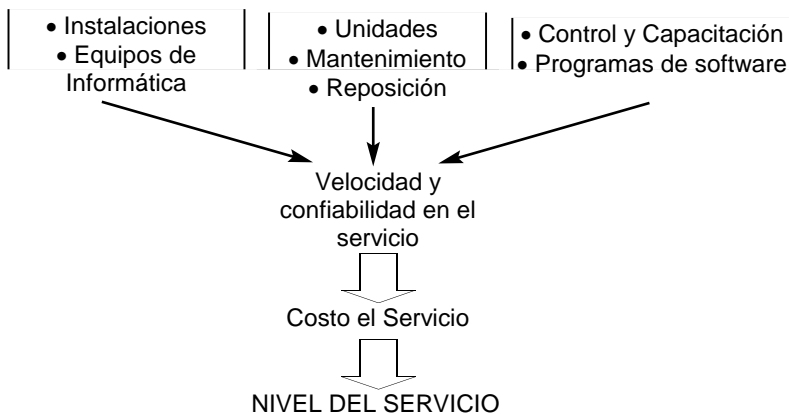 • Instalaciones
• Equipos de
Informática
• Unidades
• Mantenimiento
• Reposición
• Control y Capacitación
• Programas de software
Velocidad y
confiabilidad en el
servicio
Costo el Servicio
NIVEL DEL SERVICIO